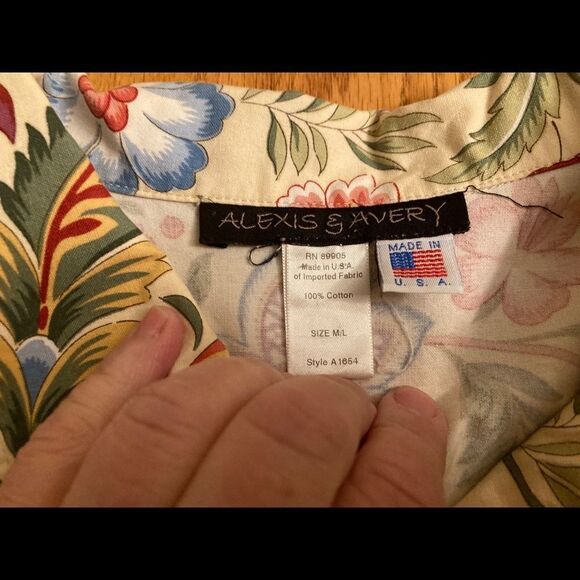 ALEXIS & AVERY
RN 89905
Made in U.S.A
of Imported Fabric
100% Cotton
SIZE M/L
Style A1654
MADE IN
U. S. A.